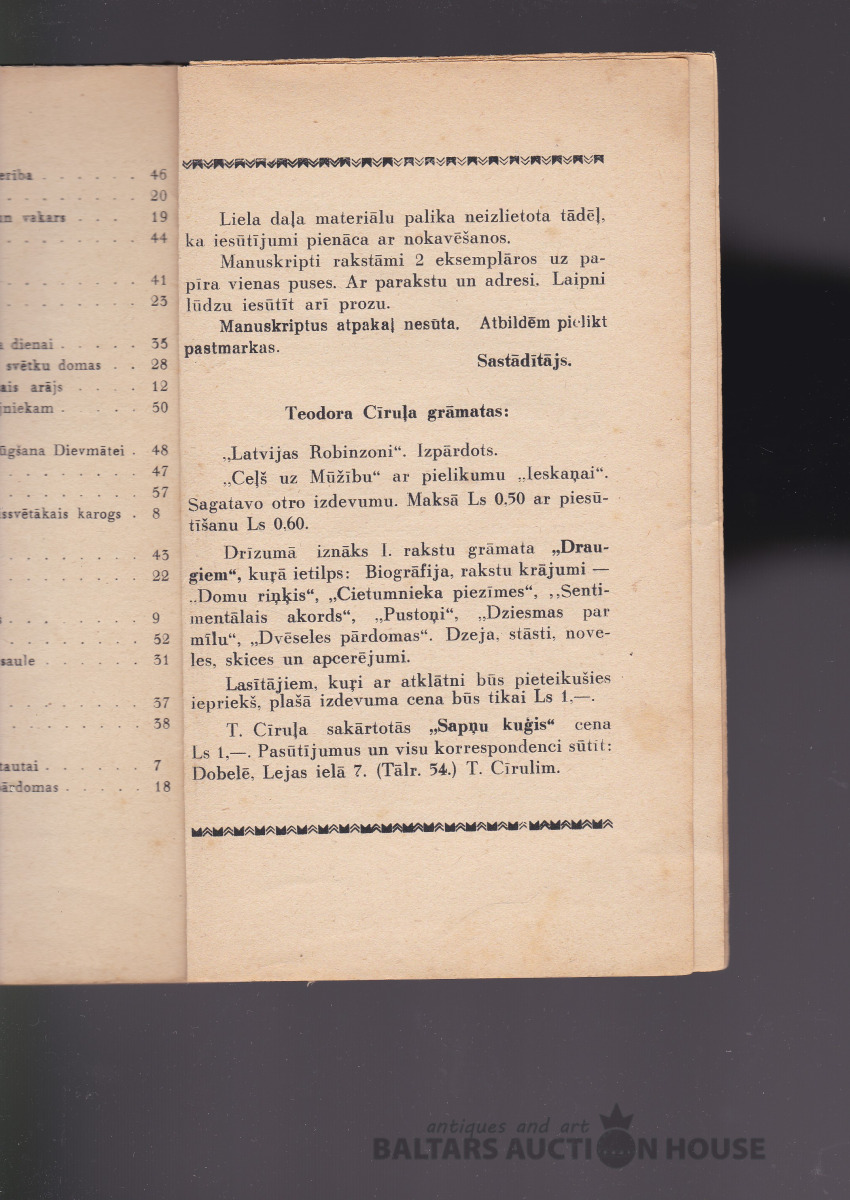 erība . . . . . . 46
. . . . . . . 20
un vakars . . . 19
. . . . . . . 44
. . . . . . . 41
. . . . . . . 23
a dienai . . . . . 35
svētku domas . . 28
ais arājs . . . . 12
jniekam . . . . . 50
ūgšana Dievmātei . 48
. . . . . . . 47
. . . . . . . 57
issvētākais karogs . 8
. . . . . . . 43
. . . . . . . 22
. . . . . . . 9
. . . . . . . 52
saule . . . . . . 31
. . . . . . . 37
. . . . . . . 38
tautai . . . . . . 7
pārdomas . . . . . 18
Liela daļa materiālu palika neizlietota tādēļ,
ka iesūtījumi pienāca ar nokavēšanos.
Manuskripti rakstāmi 2 eksemplāros uz pa-
pīra vienas puses. Ar parakstu un adresi. Laipni
lūdzu iesūtīt arī prozu.
Manuskriptus atpakaļ nesūta. Atbildēm pielikt
pastmarkas.
Sastādītājs.
Teodora Cīruļa grāmatas:
„Latvijas Robinzoni“. Izpārdots.
„Ceļš uz Mūžību“ ar pielikumu „Ieskaņai“.
Sagatavo otro izdevumu. Maksā Ls 0,50 ar piesū-
tīšanu Ls 0,60.
Drīzumā iznāks I. rakstu grāmata „Drau-
giem“, kuŗā ietilps: Biogrāfija, rakstu krājumi —
„Domu riņķis“, „Cietumnieka piezīmes“, „Senti-
mentālais akords“, „Pustoņi“, „Dziesmas par
mīlu“, „Dvēseles pārdomas“. Dzeja, stāsti, nove-
les, skices un apcerējumi.
Lasītājiem, kuŗi ar atklātni būs pieteikušies
iepriekš, plašā izdevuma cena būs tikai Ls 1,—.
T. Cīruļa sakārtotās „Sapņu kuģis“ cena
Ls 1,—. Pasūtījumus un visu korrespondenci sūtīt:
Dobelē, Lejas ielā 7. (Tālr. 54.) T. Cīrulim.
antiques and art
BALTARS AUCTION HOUSE